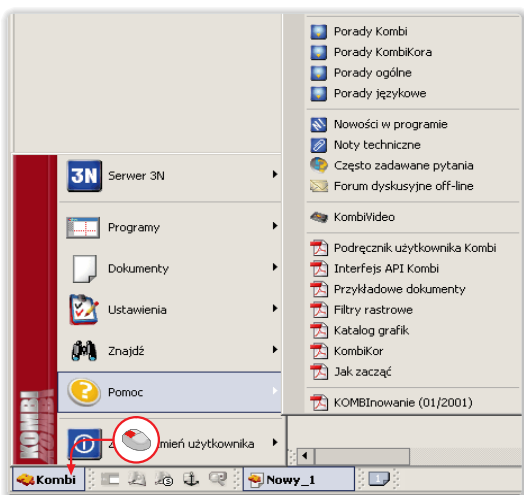 Porady Kombi
Porady KombiKora
Porady ogólne
Porady językowe
Nowości w programie
Noty techniczne
Często zadawane pytania
Forum dyskusyjne off-line
KombiVideo
Podręcznik użytkownika Kombi
Interfejs API Kombi
Przykładowe dokumenty
Filtry rastrowe
Katalog grafik
KombiKor
Jak zacząć
KOMBInowanie (01/2001)
3N Serwer 3N
Programy
Dokumenty
Ustawienia
Znajdź
Pomoc
mień użytkownika
KOMBI
Kombi
Nowy_1